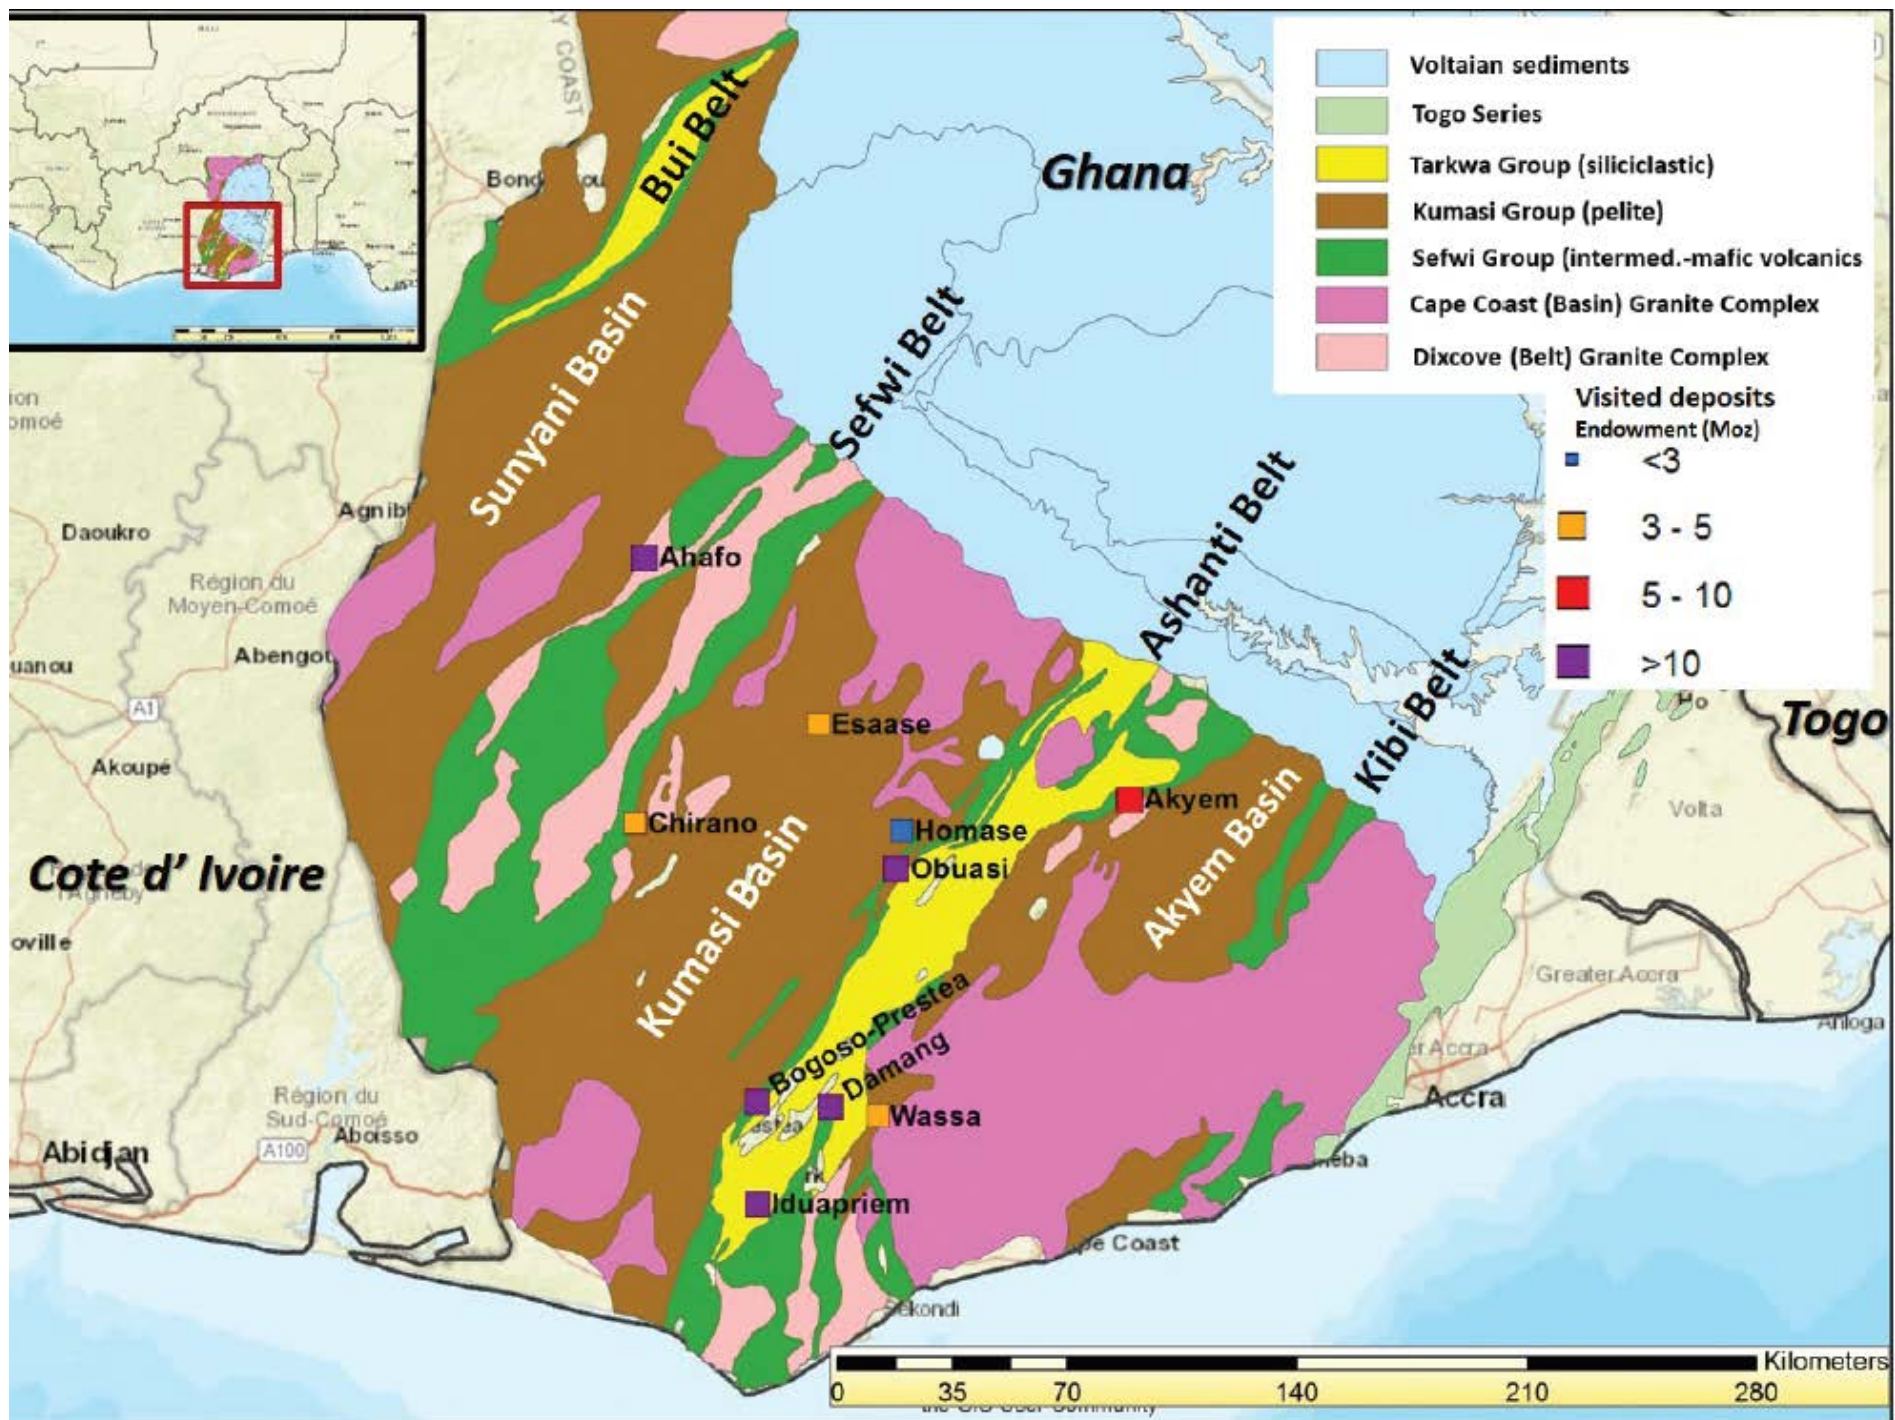 Voltaian sediments
Togo Series
Tarkwa Group (siliciclastic)
Kumasi Group (pelite)
Sefwi Group (intermed.-mafic volcanics
Cape Coast (Basin) Granite Complex
Dixcove (Belt) Granite Complex
Visited deposits
Endowment (Moz)
<3
3 - 5
5 - 10
>10
Ghana
Togo
Cote d' Ivoire
Bui Belt
Sefwi Belt
Ashanti Belt
Kibi Belt
Sunyani Basin
Kumasi Basin
Akyem Basin
Ahafo
Esaase
Chirano
Homase
Obuasi
Akyem
Bogoso-Prestea
Damang
Wassa
Iduapriem
Y COAST
Daoukro
Région du
Moyen-Comoé
A1
Akoupé
oville
Région du
Sud-Comoé
A100
Aboisso
Abidjan
Volta
Greater Accra
Accra
pe Coast
Sekondi
Anloga
Kilometers
0 35 70 140 210 280